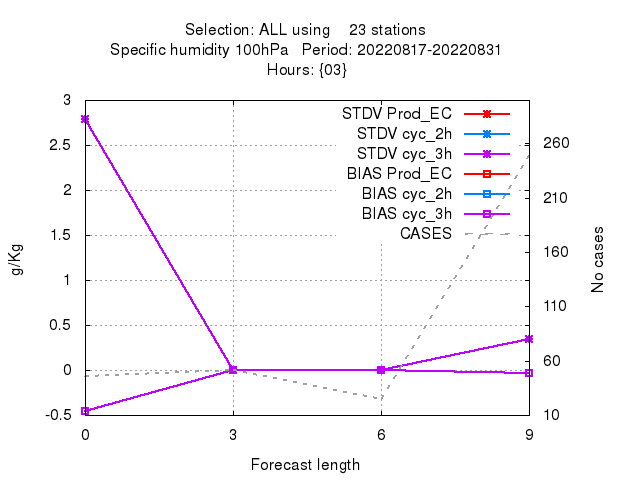 Selection: ALL using 23 stations
Specific humidity 100hPa Period: 20220817-20220831
Hours: {03}
3
2.5
2
1.5
1
0.5
0
-0.5
g/Kg
STDV Prod_EC
STDV cyc_2h
STDV cyc_3h
BIAS Prod_EC
BIAS cyc_2h
BIAS cyc_3h
CASES
260
210
160
110
60
10
No cases
0 3 6 9
Forecast length